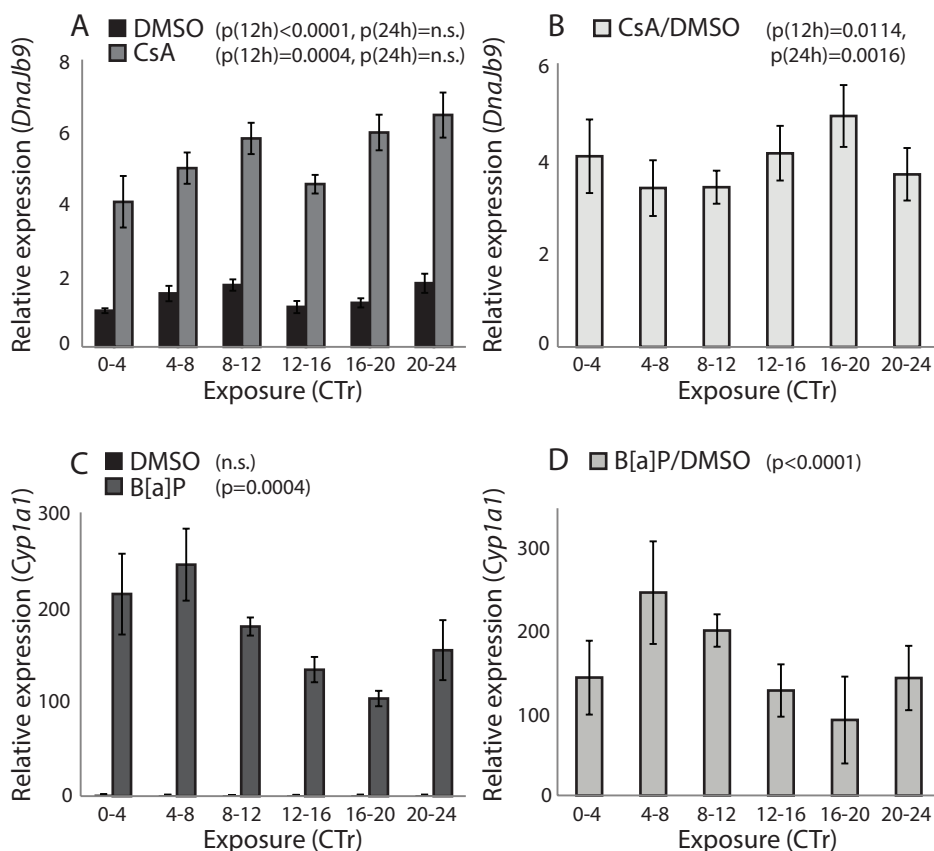 A
DMSO (p(12h)<0.0001, p(24h)=n.s.)
CsA (p(12h)=0.0004, p(24h)=n.s.)
Relative expression (DnaJb9)
8
6
4
2
0
0-4 4-8 8-12 12-16 16-20 20-24
Exposure (CTr)
B
CsA/DMSO (p(12h)=0.0114,
p(24h)=0.0016)
Relative expression (DnaJb9)
6
4
2
0
0-4 4-8 8-12 12-16 16-20 20-24
Exposure (CTr)
C
DMSO (n.s.)
B[a]P (p=0.0004)
Relative expression (Cyp1a1)
300
200
100
0
0-4 4-8 8-12 12-16 16-20 20-24
Exposure (CTr)
D
B[a]P/DMSO (p<0.0001)
Relative expression (Cyp1a1)
300
200
100
0
0-4 4-8 8-12 12-16 16-20 20-24
Exposure (CTr)